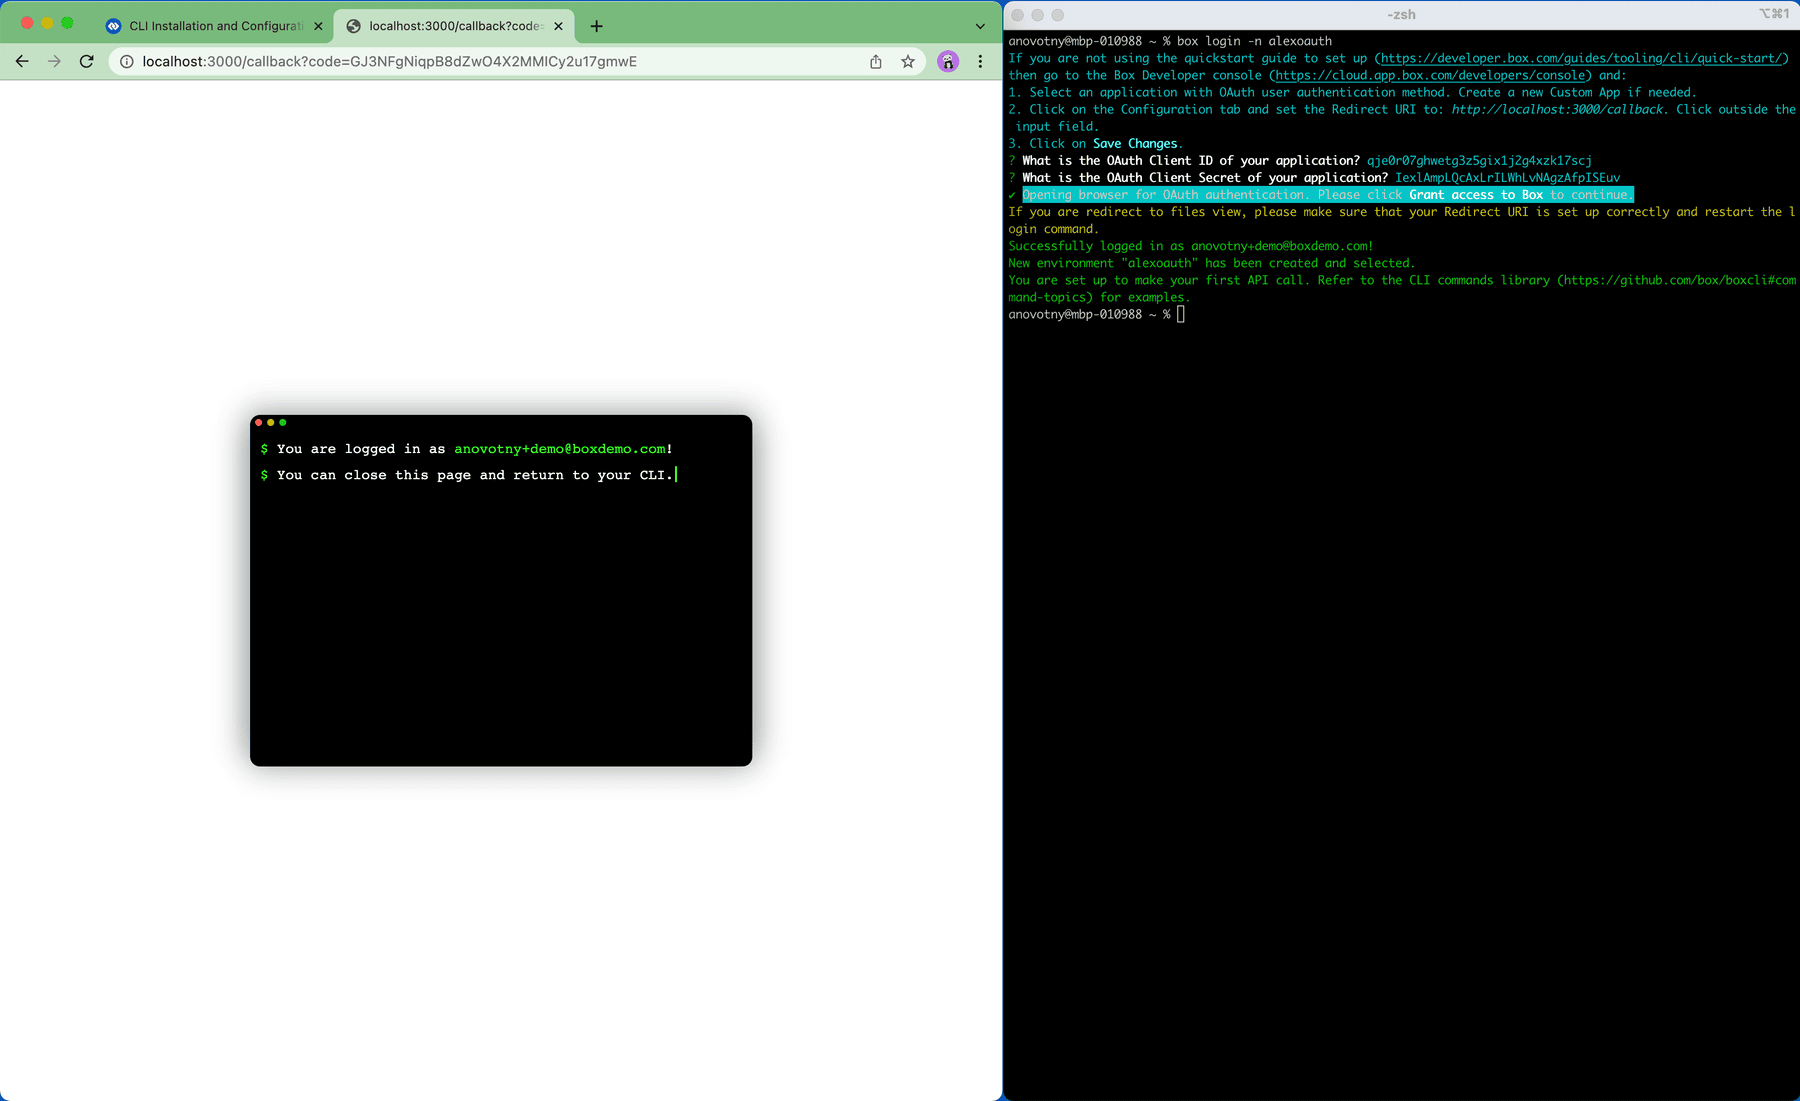 CLI Installation and Configurati
localhost:3000/callback?code=
localhost:3000/callback?code=GJ3NFgNiqpB8dZwO4X2MMlCy2u17gmwE
$ You are logged in as anovotny+demo@boxdemo.com!
$ You can close this page and return to your CLI.
-zsh
⌥⌘1
anovotny@mbp-010988 ~ % box login -n alexoauth
If you are not using the quickstart guide to set up (https://developer.box.com/guides/tooling/cli/quick-start/)
then go to the Box Developer console (https://cloud.app.box.com/developers/console) and:
1. Select an application with OAuth user authentication method. Create a new Custom App if needed.
2. Click on the Configuration tab and set the Redirect URI to: http://localhost:3000/callback. Click outside the
input field.
3. Click on Save Changes.
? What is the OAuth Client ID of your application? qje0r07ghwetg3z5gix1j2g4xzk17scj
? What is the OAuth Client Secret of your application? IexlAmpLQcAxLrILWhLvNAgzAfpISEuv
✔ Opening browser for OAuth authentication. Please click Grant access to Box to continue.
If you are redirect to files view, please make sure that your Redirect URI is set up correctly and restart the l
ogin command.
Successfully logged in as anovotny+demo@boxdemo.com!
New environment "alexoauth" has been created and selected.
You are set up to make your first API call. Refer to the CLI commands library (https://github.com/box/boxcli#com
mand-topics) for examples.
anovotny@mbp-010988 ~ %